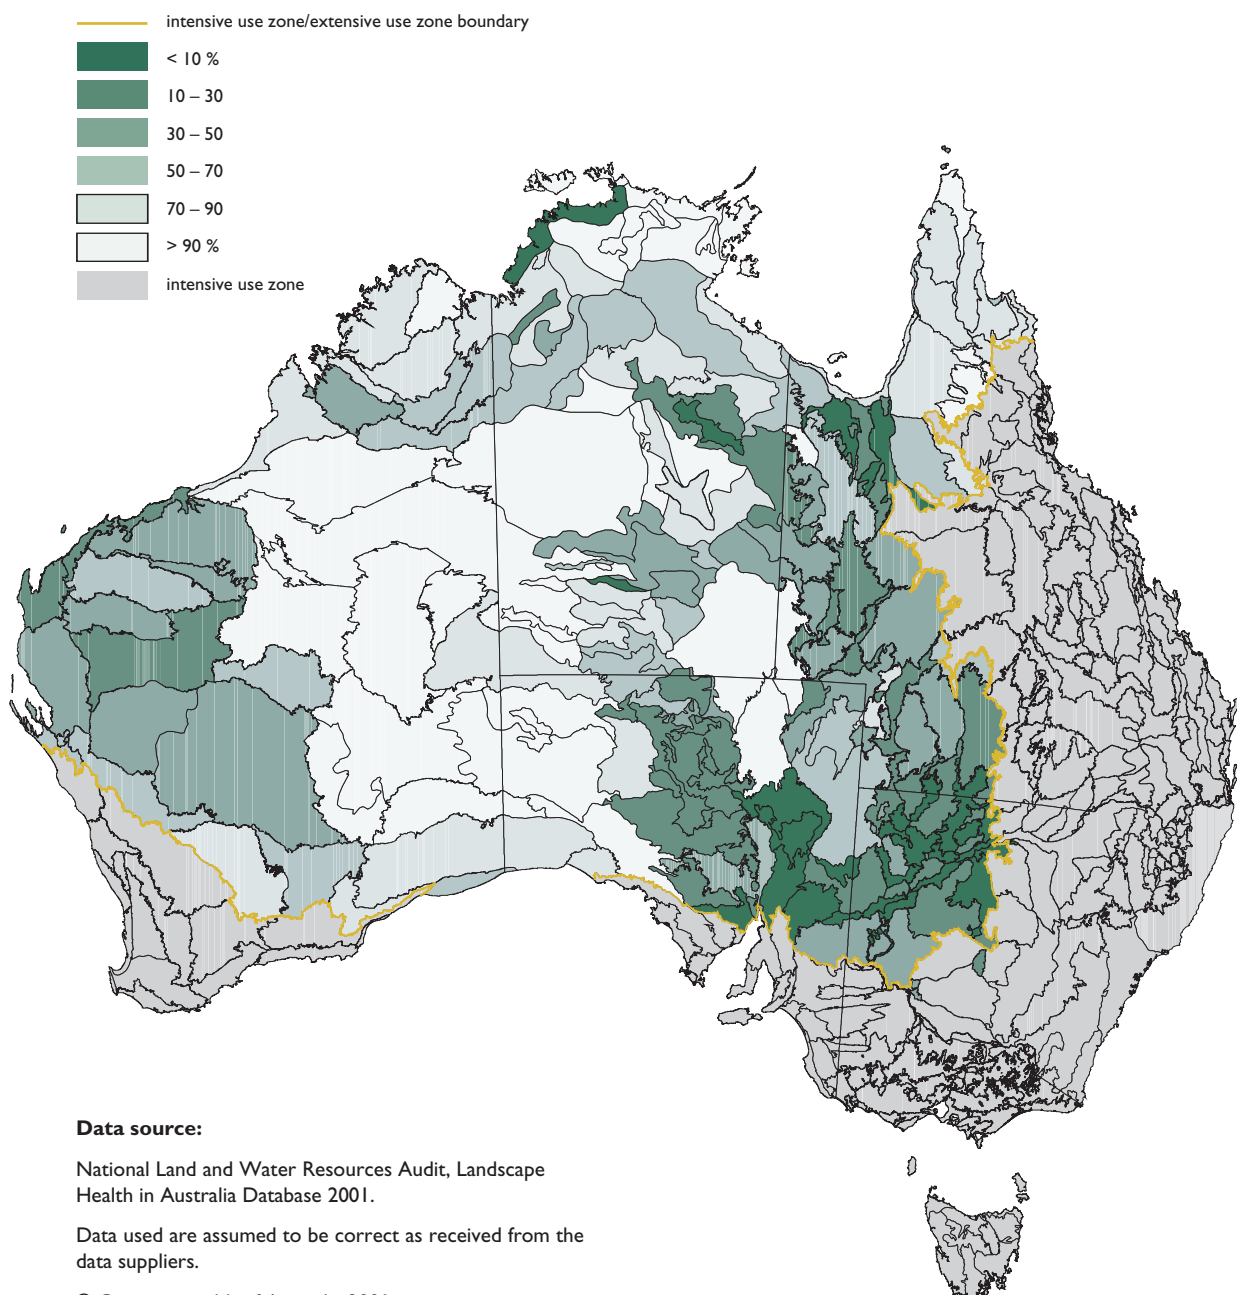 intensive use zone/extensive use zone boundary
< 10 %
10 – 30
30 – 50
50 – 70
70 – 90
> 90 %
intensive use zone
Data source:
National Land and Water Resources Audit, Landscape
Health in Australia Database 2001.
Data used are assumed to be correct as received from the
data suppliers.